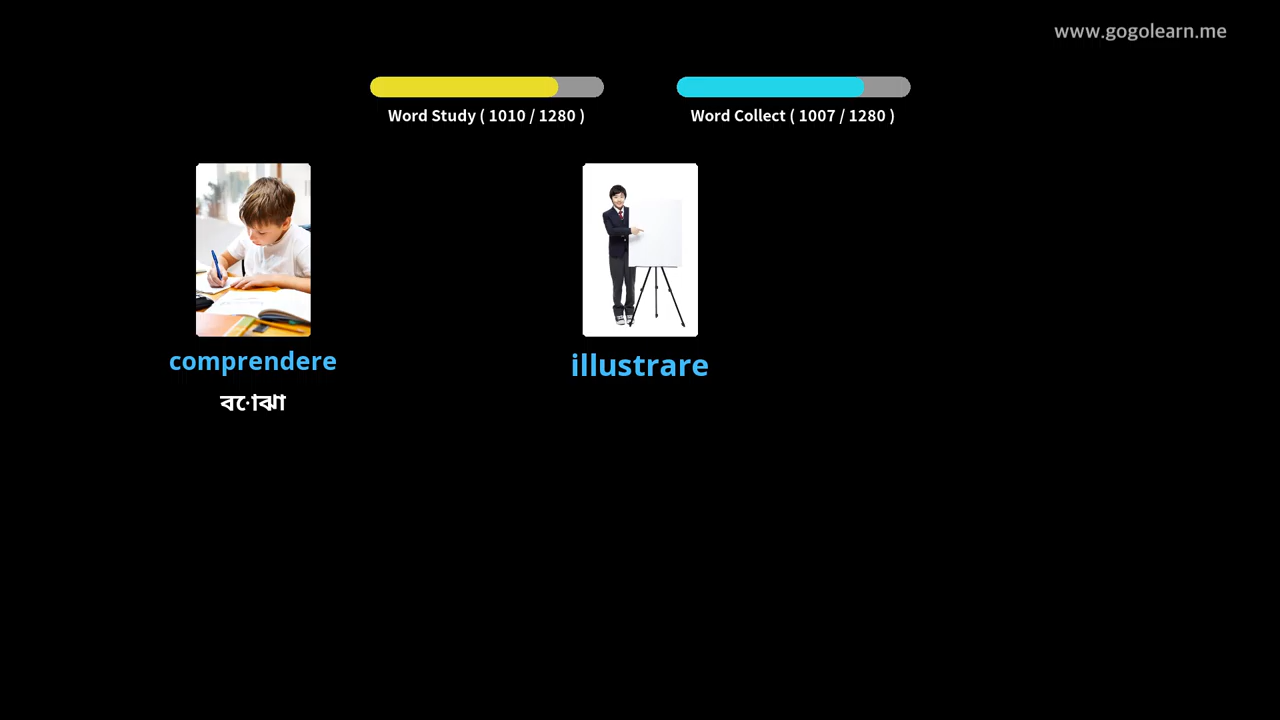 www.gogolearn.me
Word Study ( 1010 / 1280 )
Word Collect ( 1007 / 1280 )
comprendere
illustrare
বোঝা